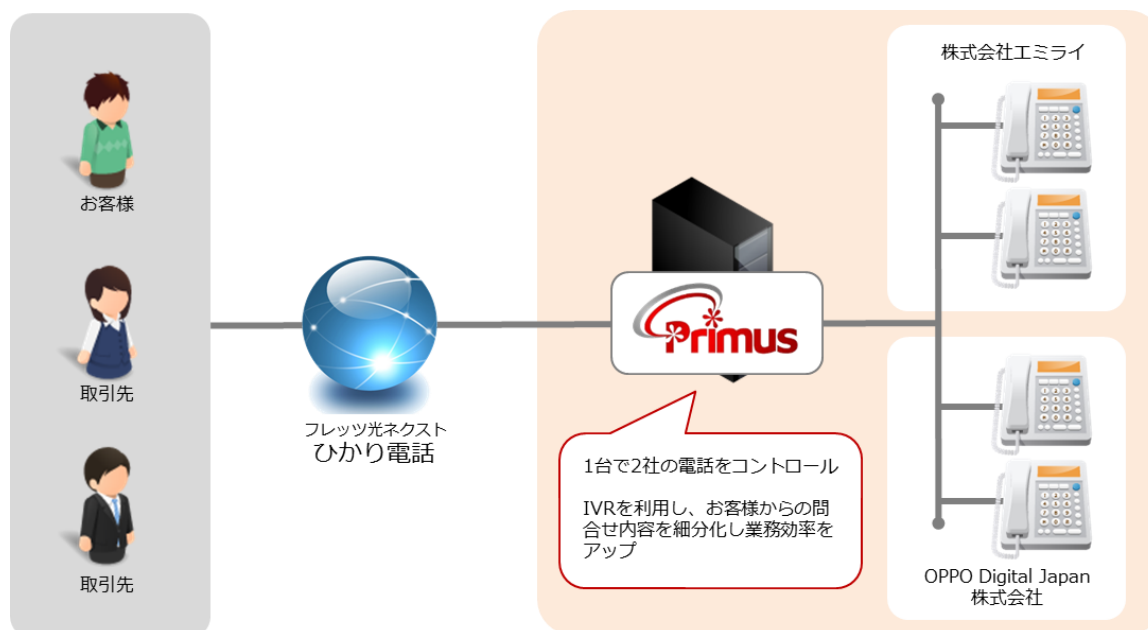 お客様
取引先
取引先
フレッツ光ネクスト
ひかり電話
Primus
1台で2社の電話をコントロール
IVRを利用し、お客様からの問
合せ内容を細分化し業務効率を
アップ
株式会社エミライ
OPPO Digital Japan
株式会社